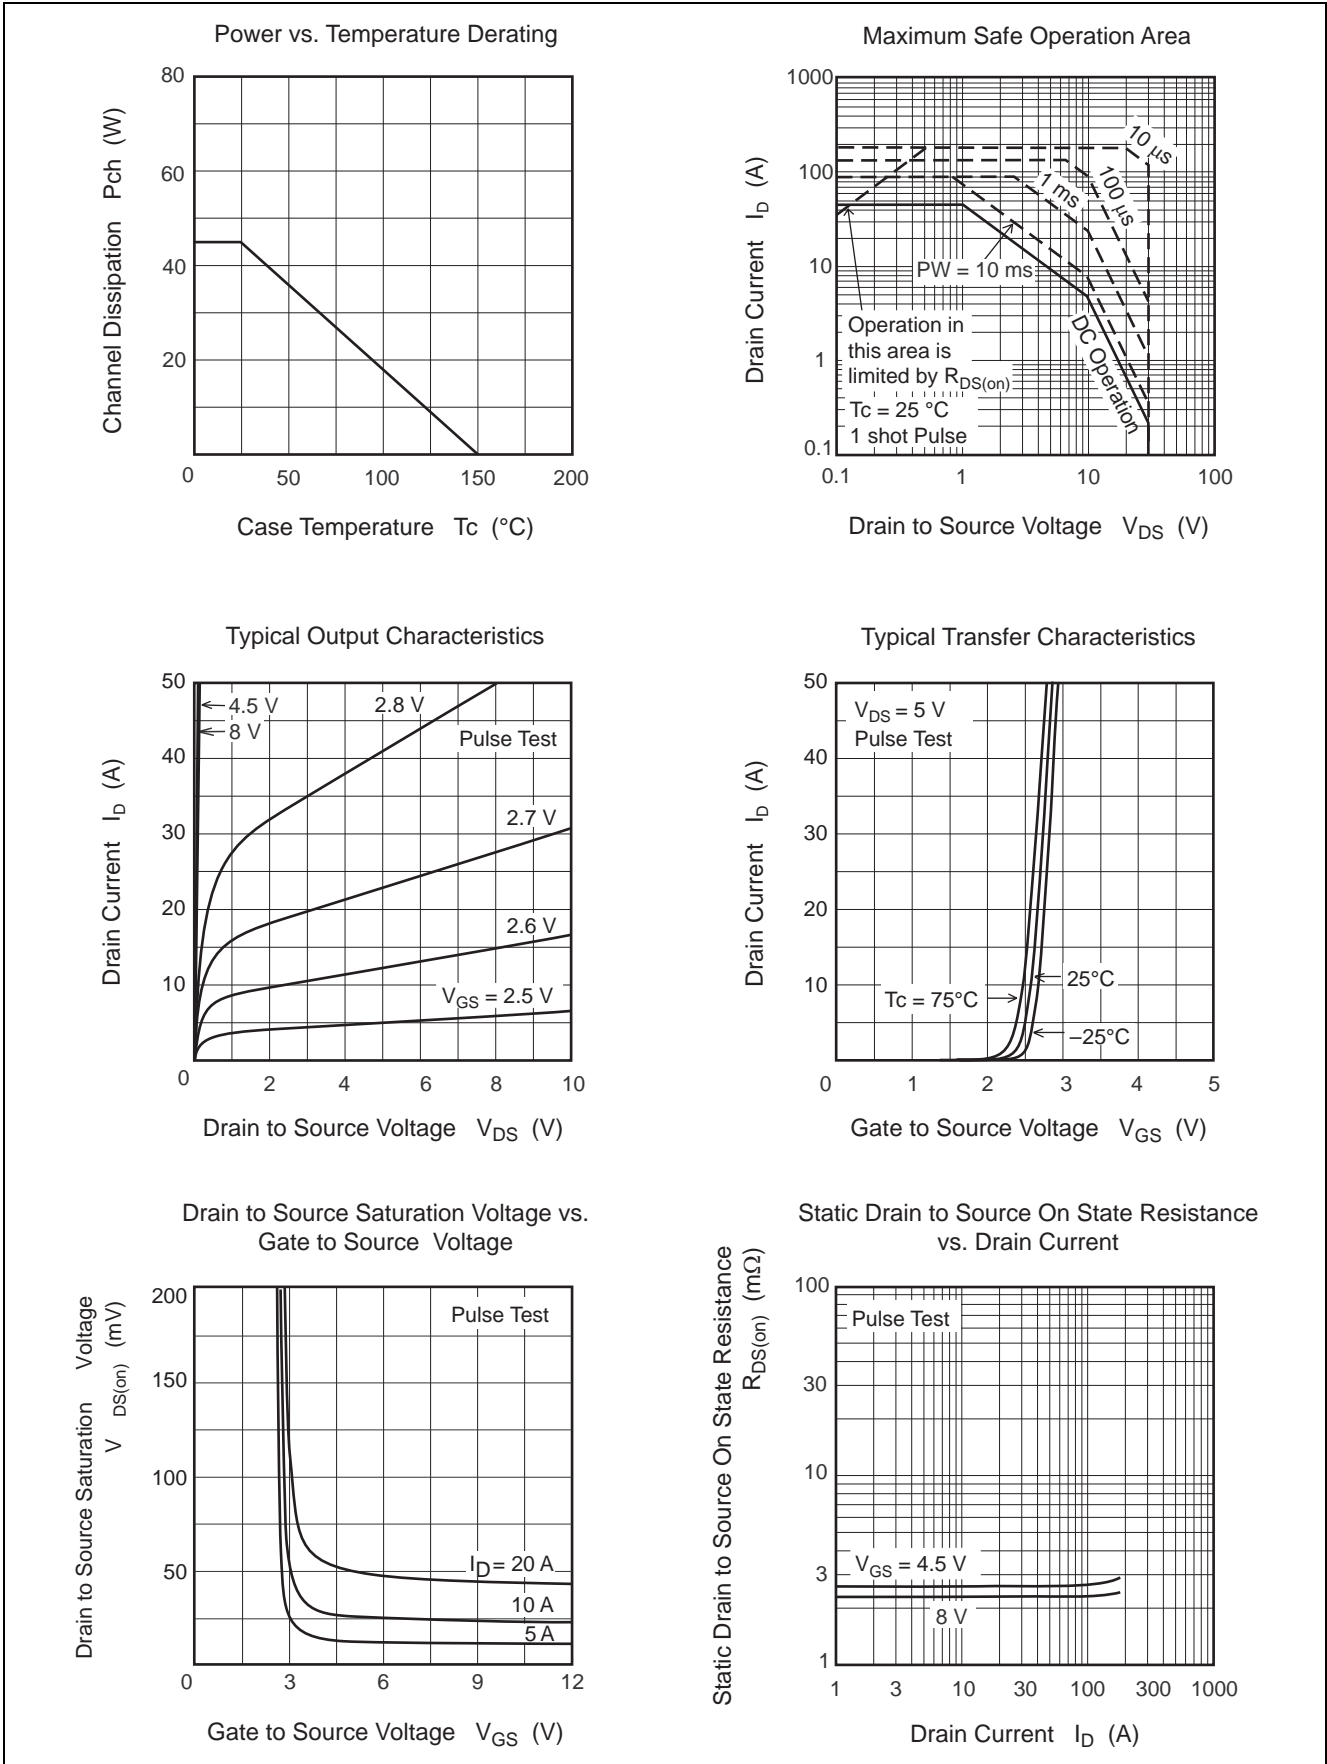 Power vs. Temperature Derating
80
60
40
20
0
50
100
150
200
Channel Dissipation Pch (W)
Case Temperature Tc (°C)
Maximum Safe Operation Area
1000
100
10
1
0.1
0.1
1
10
100
Drain Current I_D (A)
10 µs
100 µs
1 ms
PW = 10 ms
DC Operation
Operation in
this area is
limited by R_DS(on)
Tc = 25 °C
1 shot Pulse
Drain to Source Voltage V_DS (V)
Typical Output Characteristics
50
40
30
20
10
0
2
4
6
8
10
Drain Current I_D (A)
4.5 V
8 V
2.8 V
Pulse Test
2.7 V
2.6 V
V_GS = 2.5 V
Drain to Source Voltage V_DS (V)
Typical Transfer Characteristics
50
40
30
20
10
0
1
2
3
4
5
Drain Current I_D (A)
V_DS = 5 V
Pulse Test
Tc = 75°C
25°C
–25°C
Gate to Source Voltage V_GS (V)
Drain to Source Saturation Voltage vs.
Gate to Source Voltage
200
150
100
50
0
3
6
9
12
Drain to Source Saturation Voltage
V DS(on) (mV)
Pulse Test
I_D = 20 A
10 A
5 A
Gate to Source Voltage V_GS (V)
Static Drain to Source On State Resistance
vs. Drain Current
100
30
10
3
1
1
3
10
30
100
300
1000
Static Drain to Source On State Resistance
R_DS(on) (mΩ)
Pulse Test
V_GS = 4.5 V
8 V
Drain Current I_D (A)